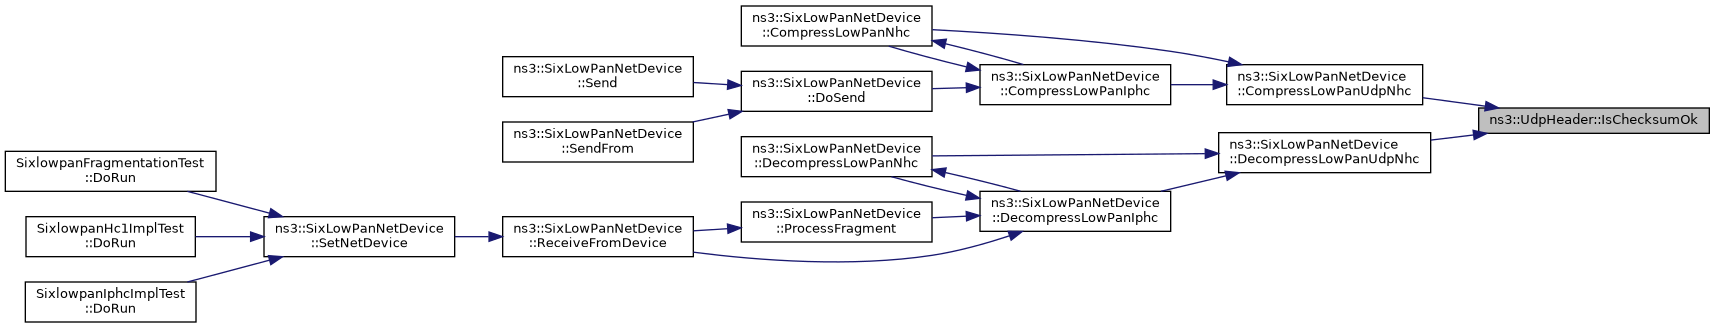 ns3::SixLowPanNetDevice
::CompressLowPanNhc
ns3::SixLowPanNetDevice
::Send
ns3::SixLowPanNetDevice
::DoSend
ns3::SixLowPanNetDevice
::CompressLowPanIphc
ns3::SixLowPanNetDevice
::CompressLowPanUdpNhc
ns3::UdpHeader::IsChecksumOk
ns3::SixLowPanNetDevice
::SendFrom
ns3::SixLowPanNetDevice
::DecompressLowPanNhc
ns3::SixLowPanNetDevice
::DecompressLowPanUdpNhc
SixlowpanFragmentationTest
::DoRun
ns3::SixLowPanNetDevice
::DecompressLowPanIphc
ns3::SixLowPanNetDevice
::ProcessFragment
SixlowpanHc1ImplTest
::DoRun
ns3::SixLowPanNetDevice
::SetNetDevice
ns3::SixLowPanNetDevice
::ReceiveFromDevice
SixlowpanIphcImplTest
::DoRun